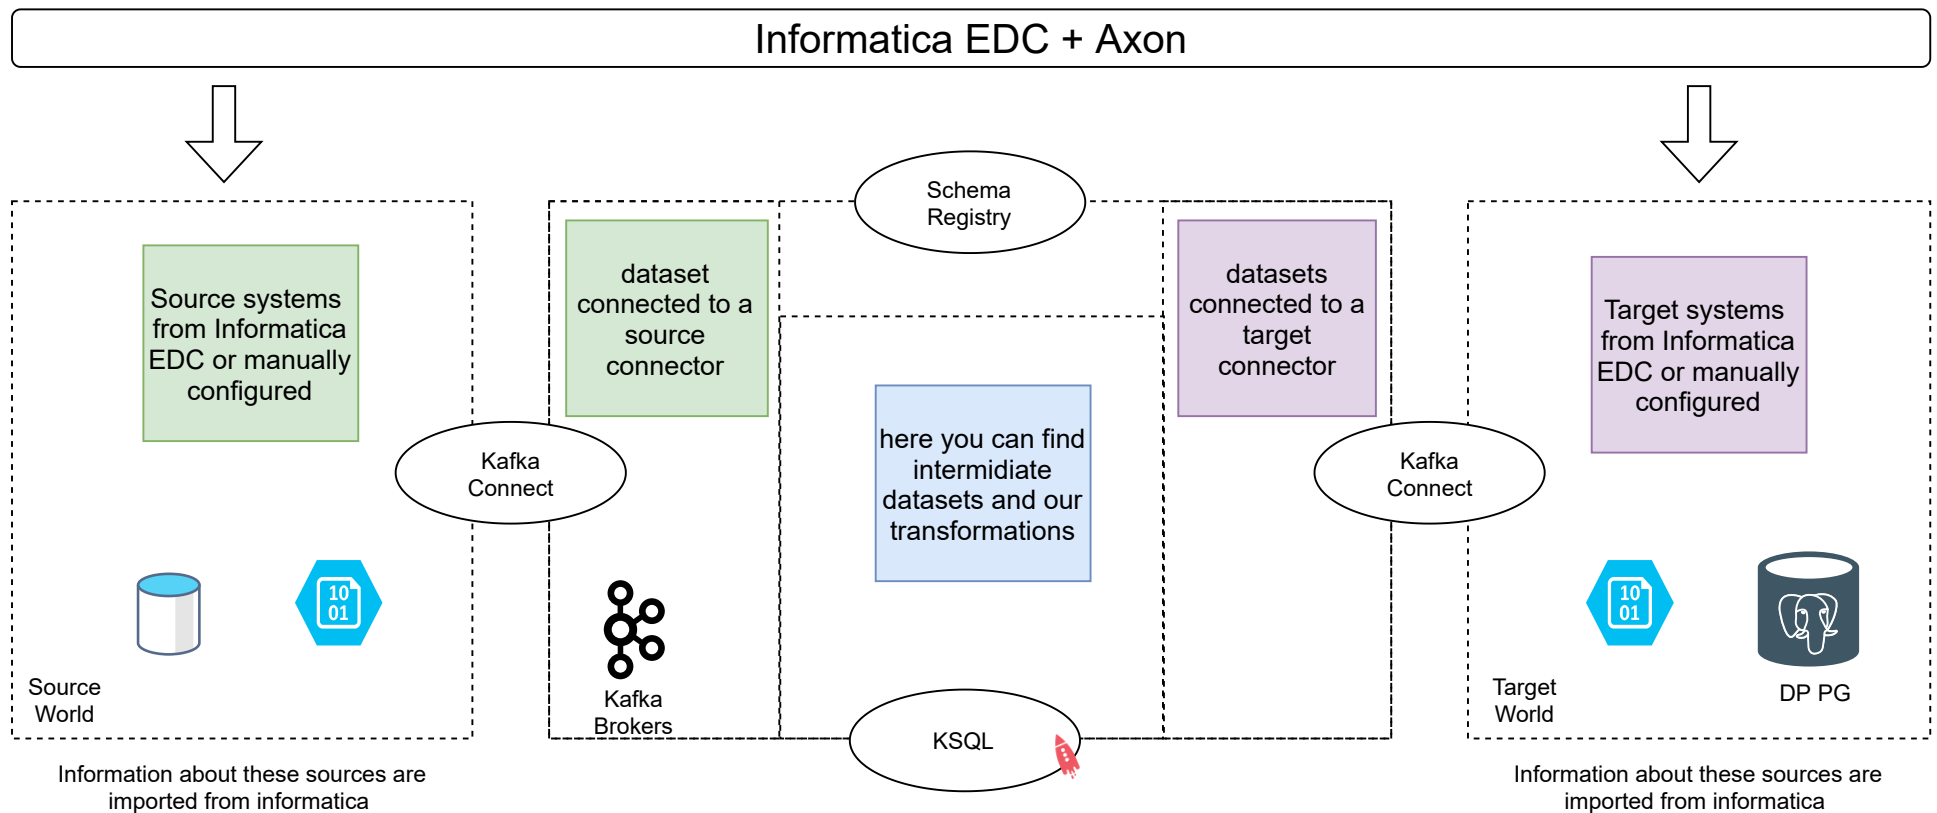 Informatica EDC + Axon
Schema
Registry
Source systems
from Informatica
EDC or manually
configured
dataset
connected to a
source
connector
datasets
connected to a
target
connector
Target systems
from Informatica
EDC or manually
configured
here you can find
intermidiate
datasets and our
transformations
Kafka
Connect
Kafka
Connect
10
01
10
01
Source
World
Kafka
Brokers
KSQL
Target
World
DP PG
Information about these sources are
imported from informatica
Information about these sources are
imported from informatica